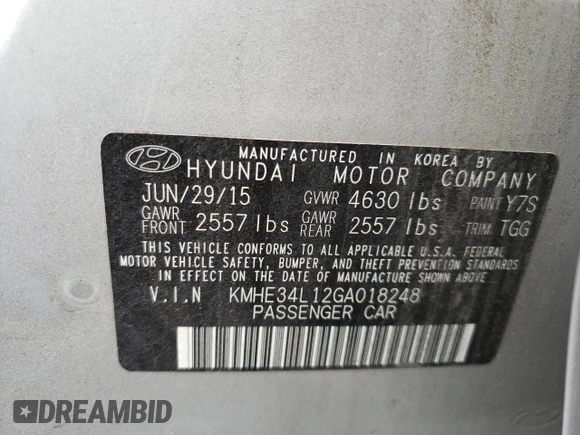 MANUFACTURED IN KOREA BY
HYUNDAI MOTOR COMPANY
JUN/29/15 GVWR 4630 lbs PAINT Y7S
GAWR FRONT 2557 lbs GAWR REAR 2557 lbs TRIM TGG
THIS VEHICLE CONFORMS TO ALL APPLICABLE U.S.A. FEDERAL
MOTOR VEHICLE SAFETY, BUMPER, AND THEFT PREVENTION STANDARDS
IN EFFECT ON THE DATE OF MANUFACTURE SHOWN ABOVE.
V.I.N KMHE34L12GA018248
PASSENGER CAR
DREAMBID